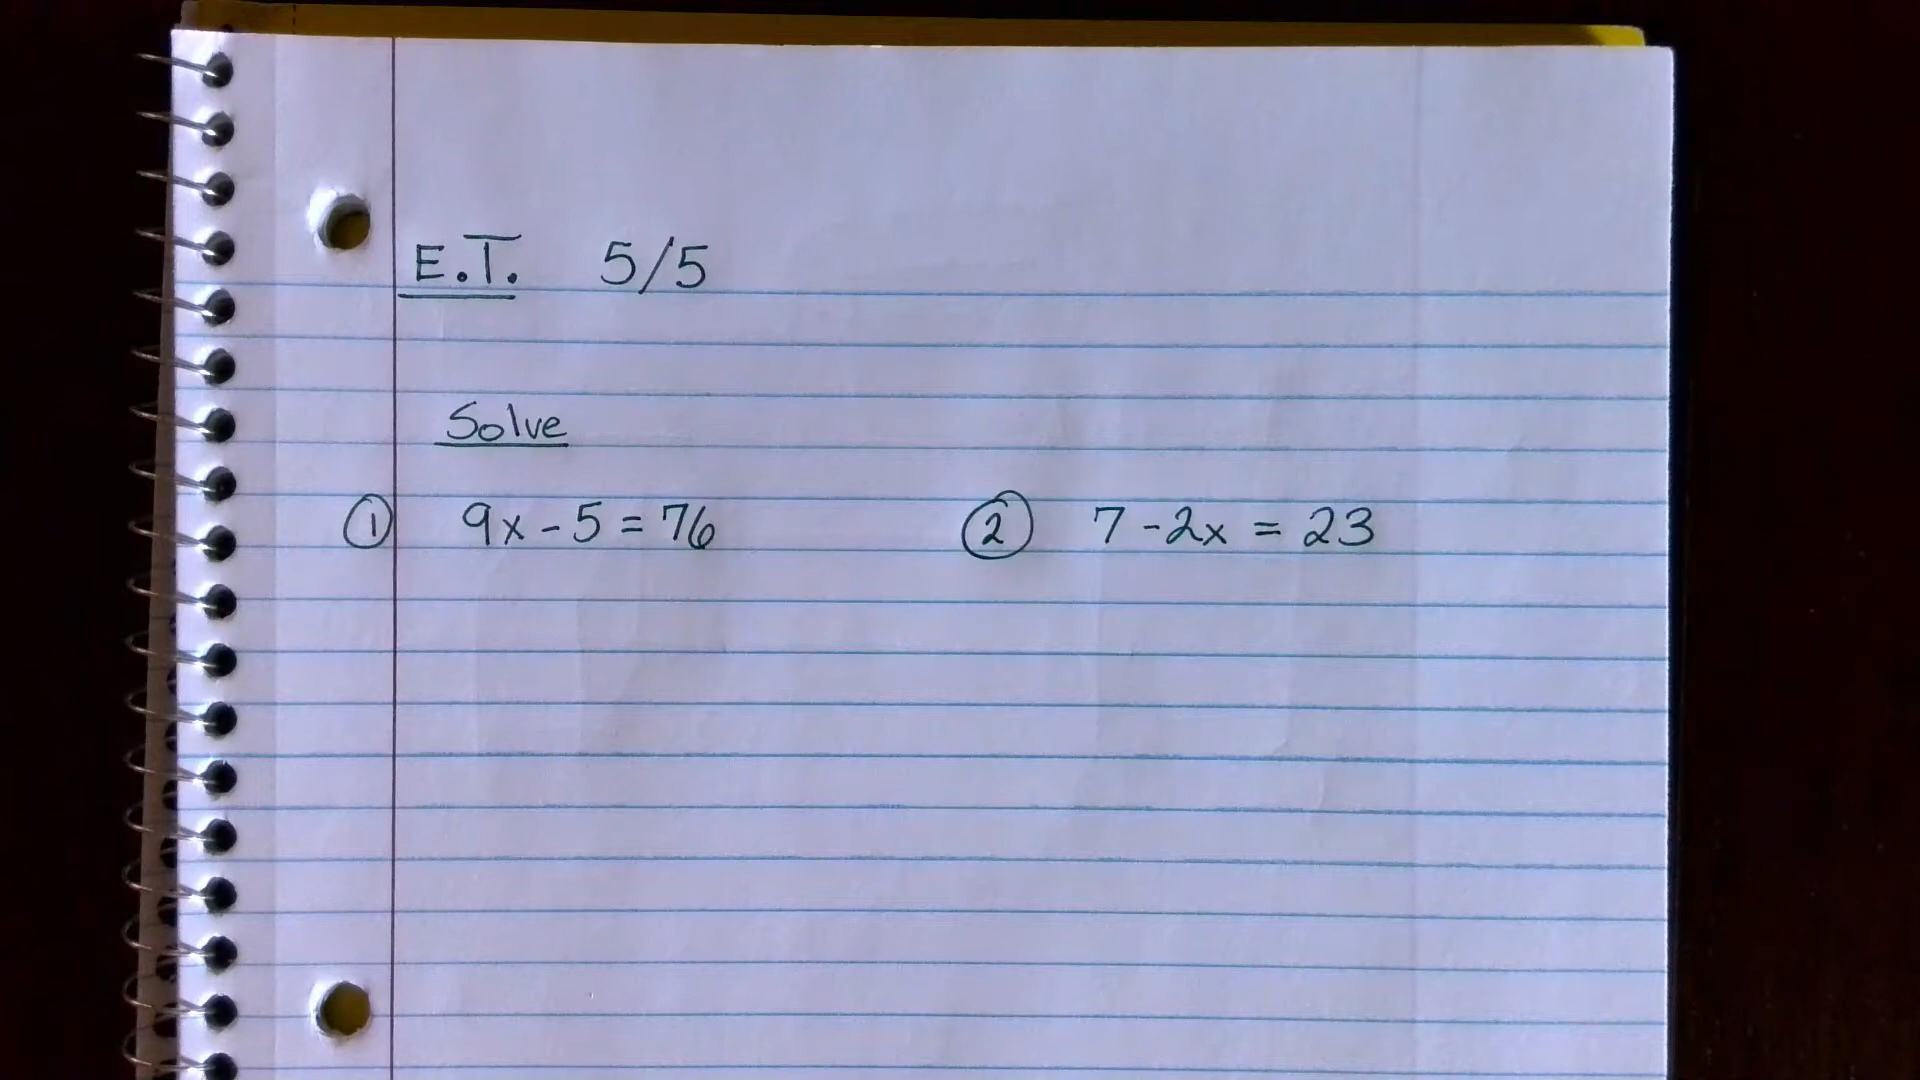 E.T. 5/5
Solve
① 9x - 5 = 76 ② 7 - 2x = 23